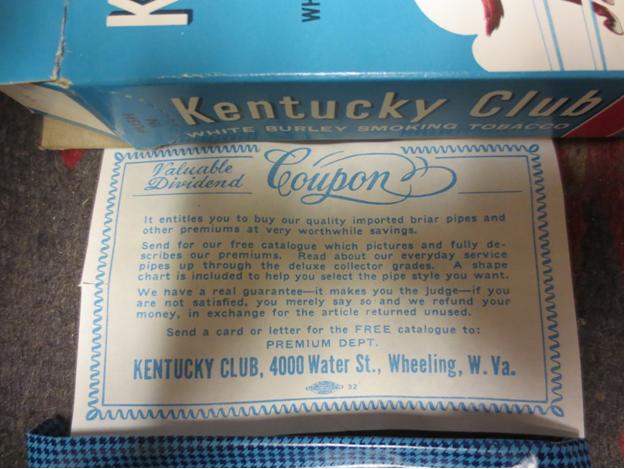 K
WH
Kentucky Club
WHITE BURLEY SMOKING TOBACCO
Valuable Dividend Coupon
It entitles you to buy our quality imported briar pipes and
other premiums at very worthwhile savings.
Send for our free catalogue which pictures and fully de-
scribes our premiums. Read about our everyday service
pipes up through the deluxe collector grades. A shape
chart is included to help you select the pipe style you want.
We have a real guarantee—it makes you the judge—if you
are not satisfied, you merely say so and we refund your
money, in exchange for the article returned unused.
Send a card or letter for the FREE catalogue to:
PREMIUM DEPT.
KENTUCKY CLUB, 4000 Water St., Wheeling, W. Va.
32